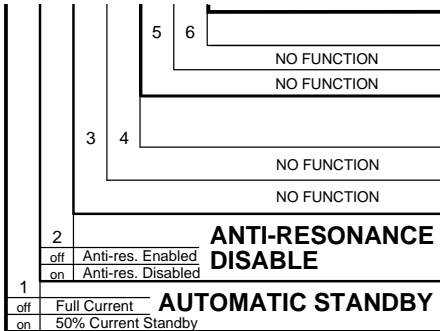 5 6
NO FUNCTION
NO FUNCTION
3 4
NO FUNCTION
NO FUNCTION
2 ANTI-RESONANCE
off Anti-res. Enabled DISABLE
on Anti-res. Disabled
1
off Full Current AUTOMATIC STANDBY
on 50% Current Standby